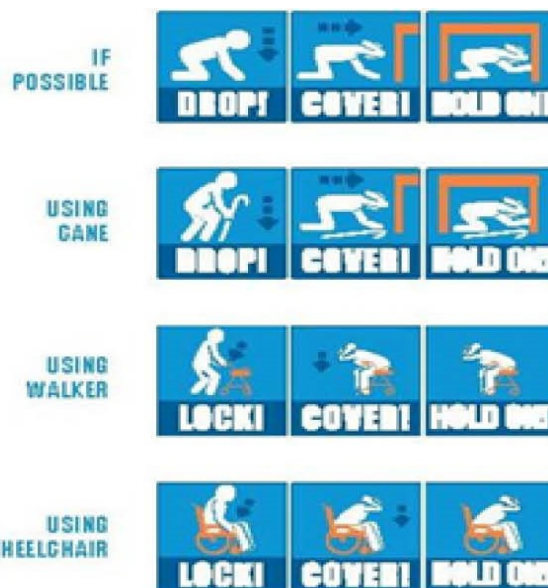 IF
POSSIBLE
DROP! COVER! HOLD ON!
USING
CANE
DROP! COVER! HOLD ON!
USING
WALKER
LOCK! COVER! HOLD ON!
USING
HEELCHAIR
LOCK! COVER! HOLD ON!